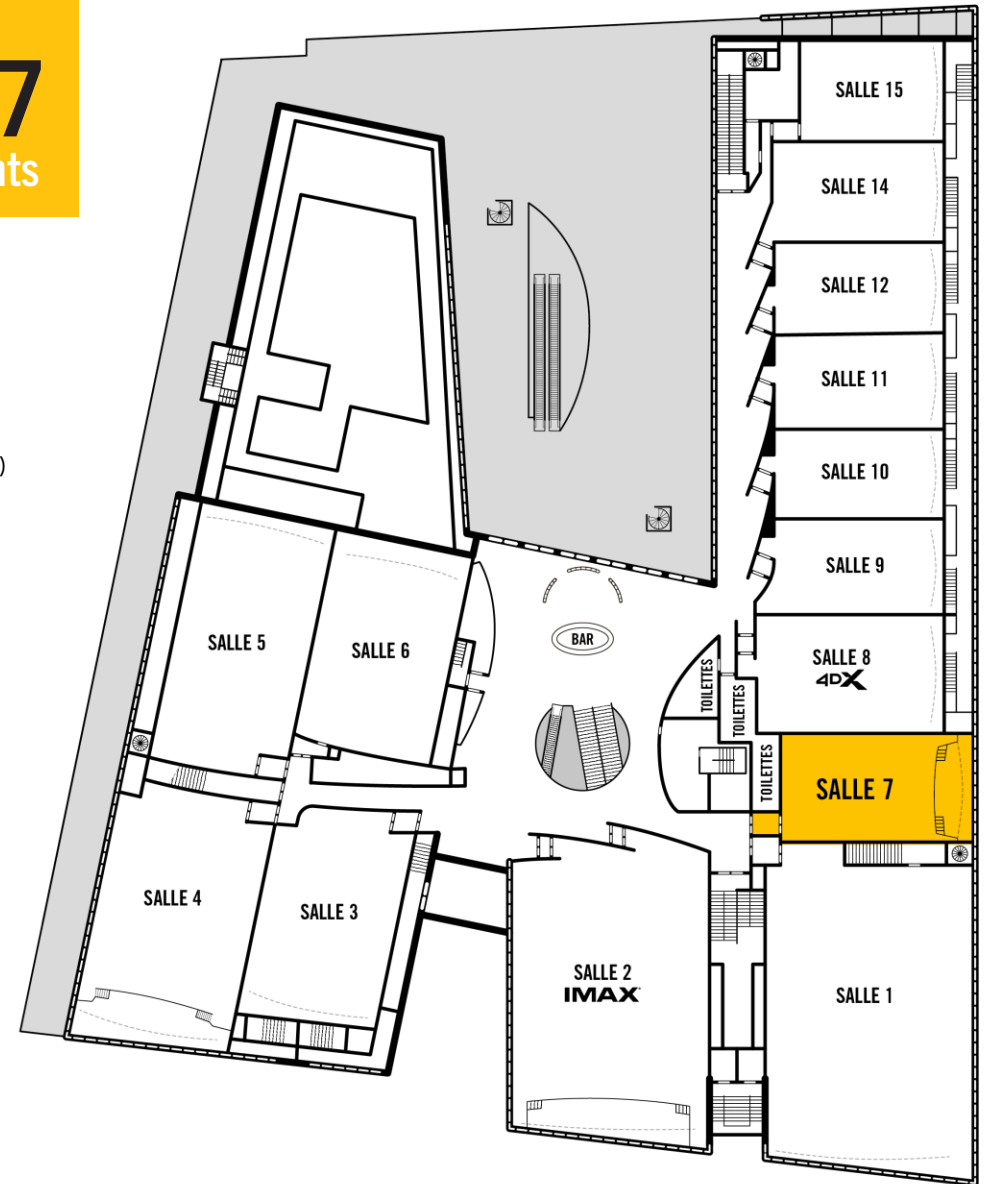 7
nts
)
SALLE 15
SALLE 14
SALLE 12
SALLE 11
SALLE 10
SALLE 9
SALLE 8
4DX
SALLE 5
SALLE 6
BAR
TOILETTES
TOILETTES
TOILETTES
SALLE 7
SALLE 4
SALLE 3
SALLE 2
IMAX
SALLE 1